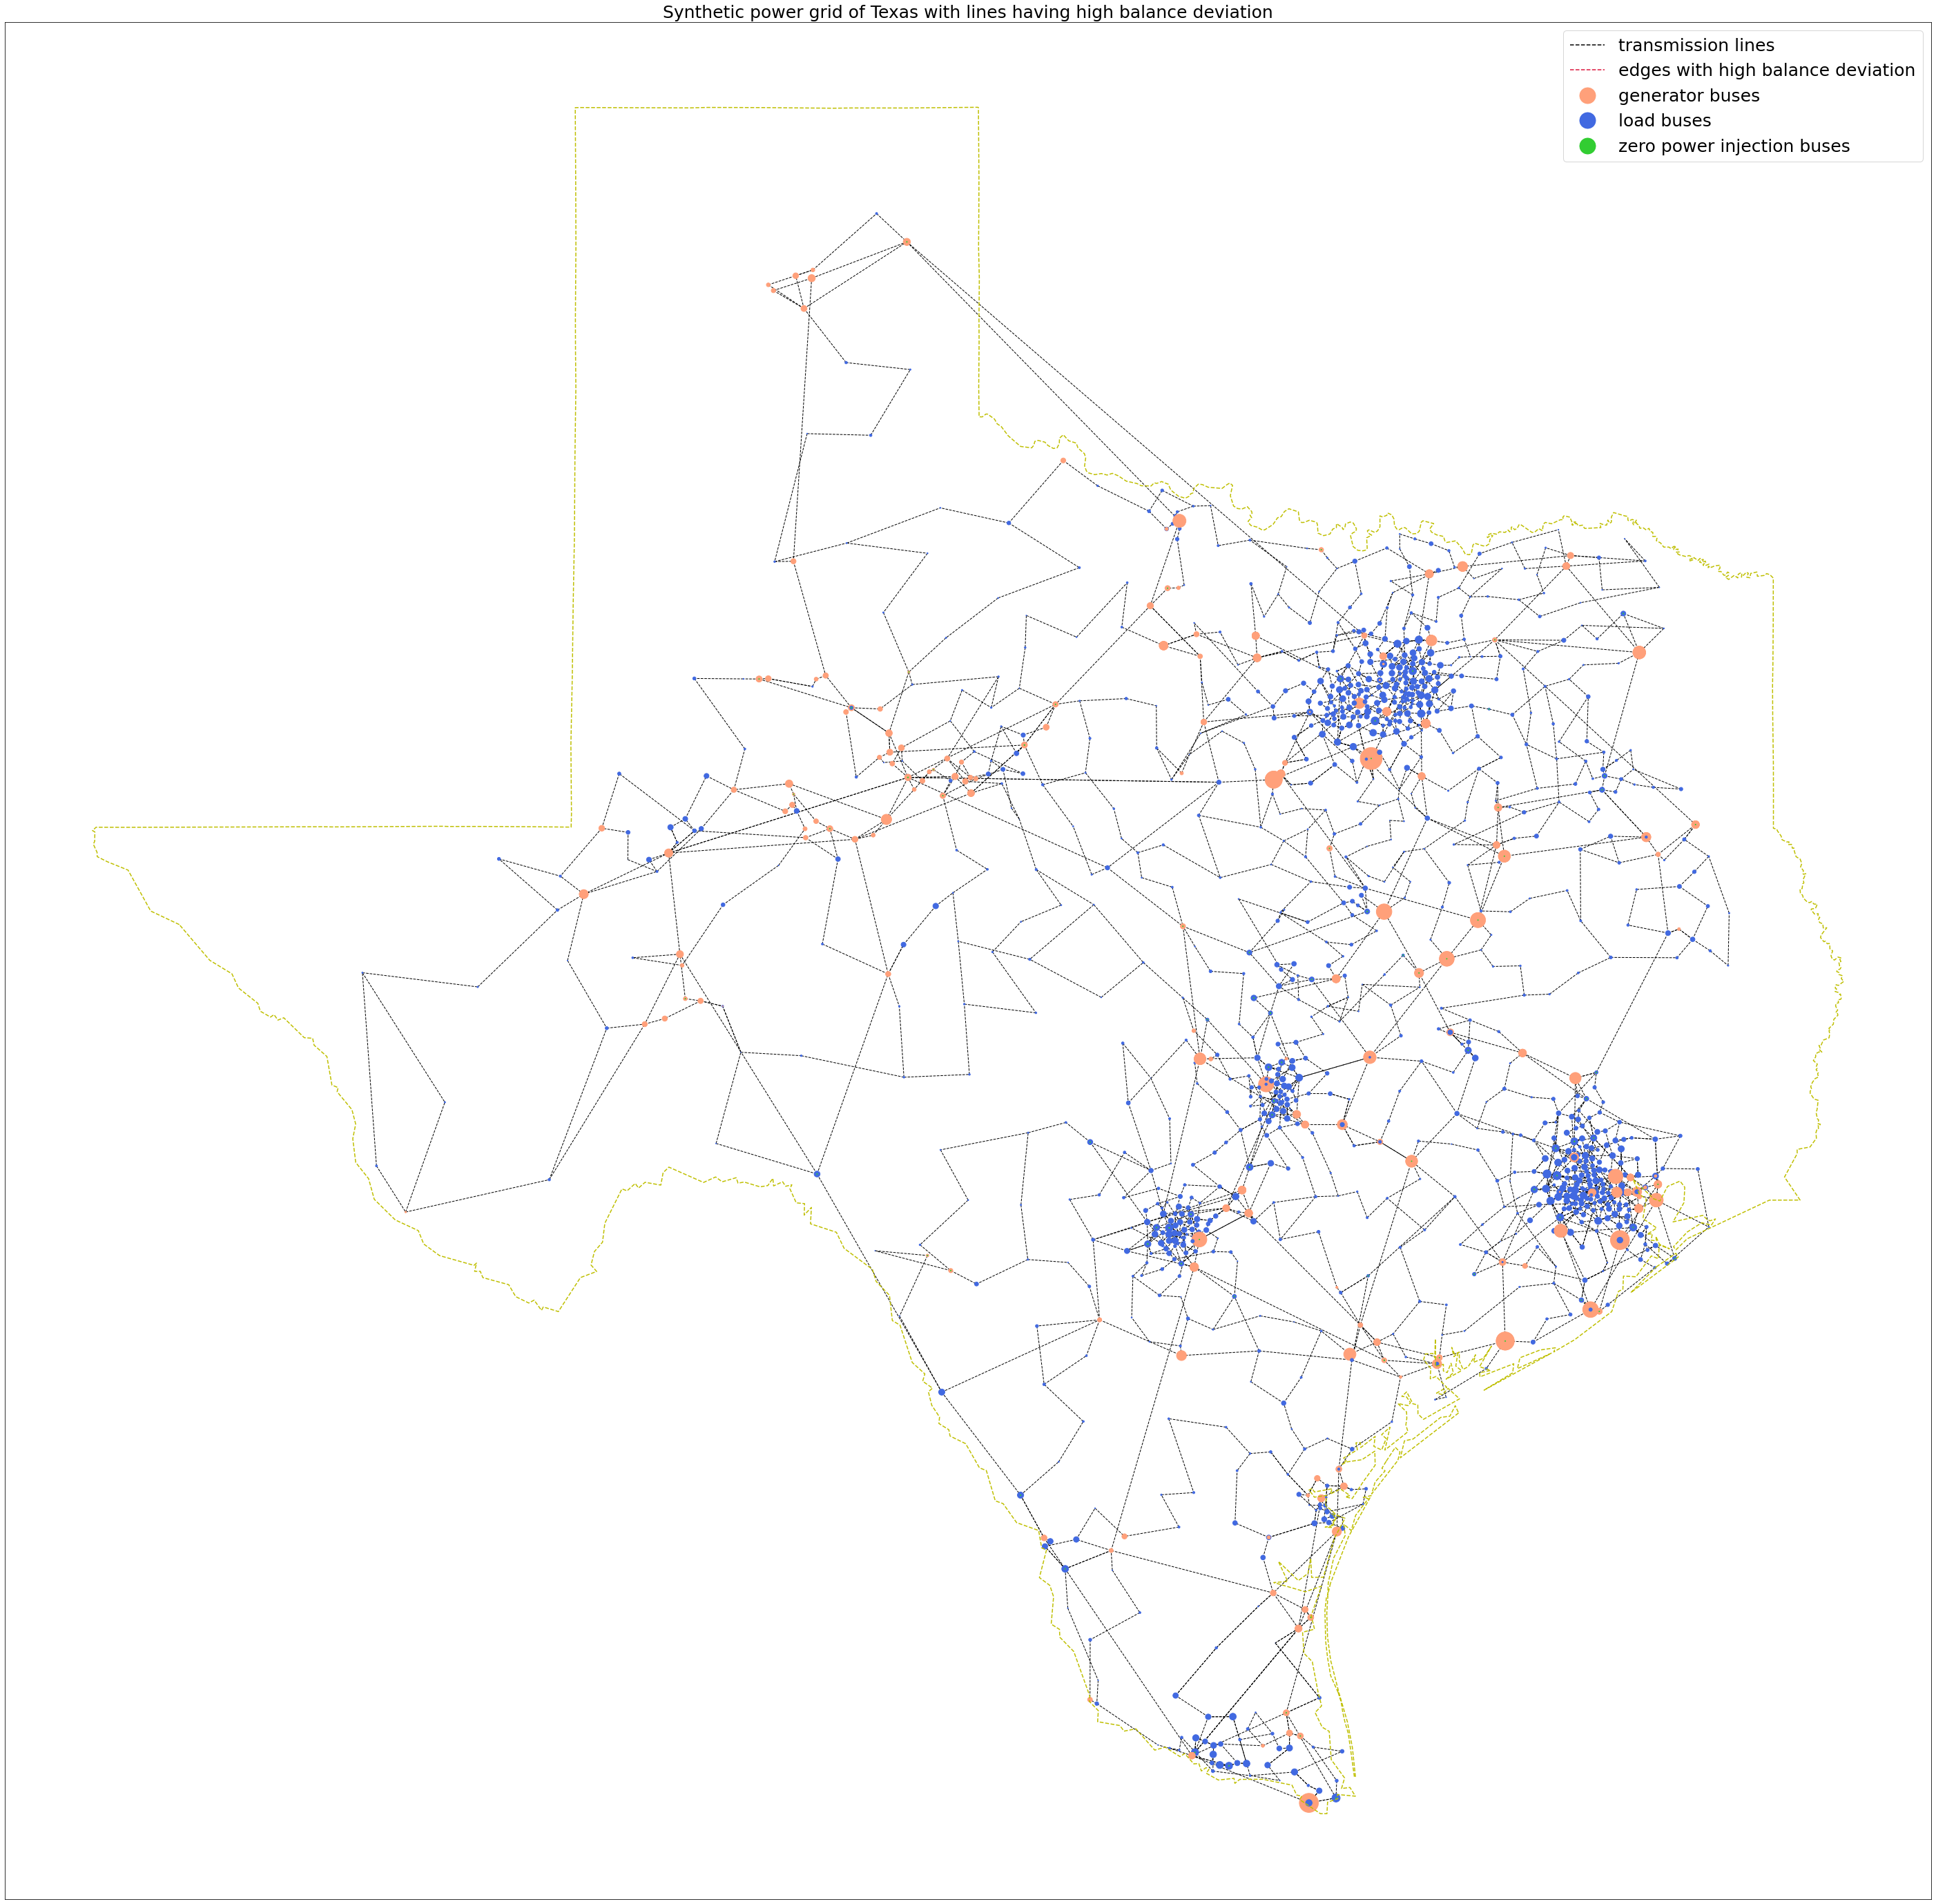 Synthetic power grid of Texas with lines having high balance deviation
transmission lines
edges with high balance deviation
generator buses
load buses
zero power injection buses